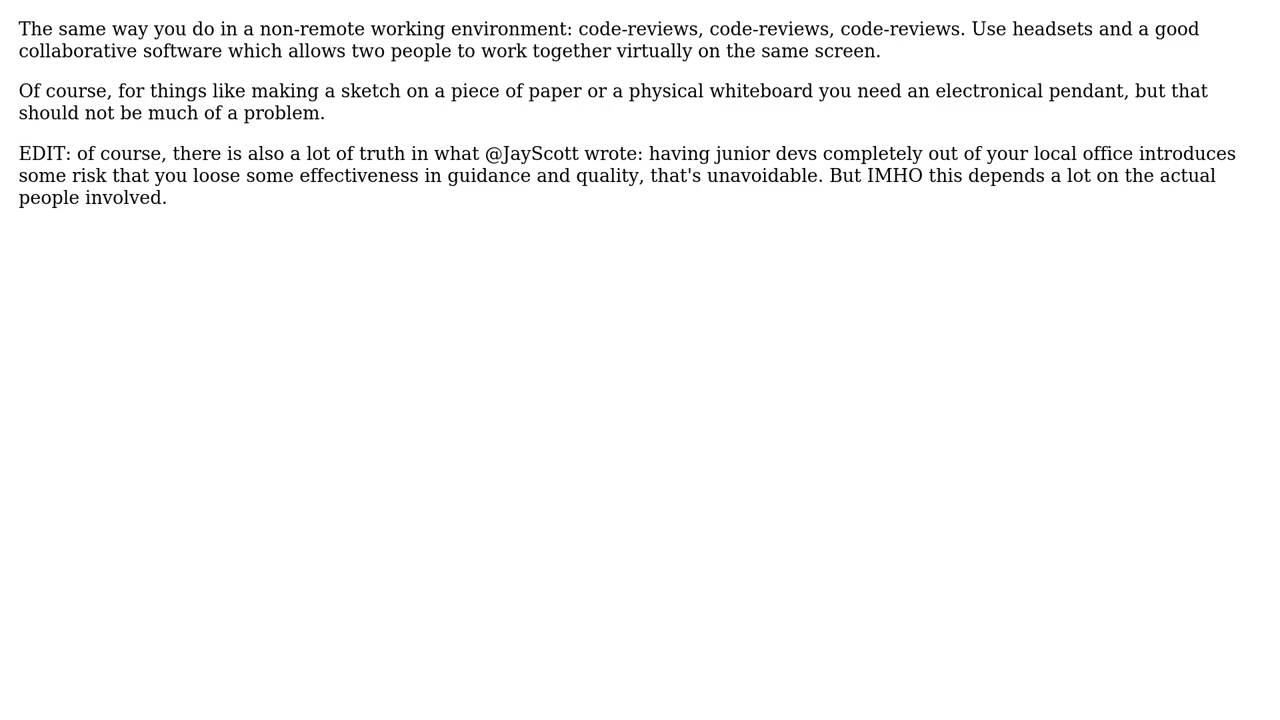 The same way you do in a non-remote working environment: code-reviews, code-reviews, code-reviews. Use headsets and a good
collaborative software which allows two people to work together virtually on the same screen.
Of course, for things like making a sketch on a piece of paper or a physical whiteboard you need an electronical pendant, but that
should not be much of a problem.
EDIT: of course, there is also a lot of truth in what @JayScott wrote: having junior devs completely out of your local office introduces
some risk that you loose some effectiveness in guidance and quality, that's unavoidable. But IMHO this depends a lot on the actual
people involved.